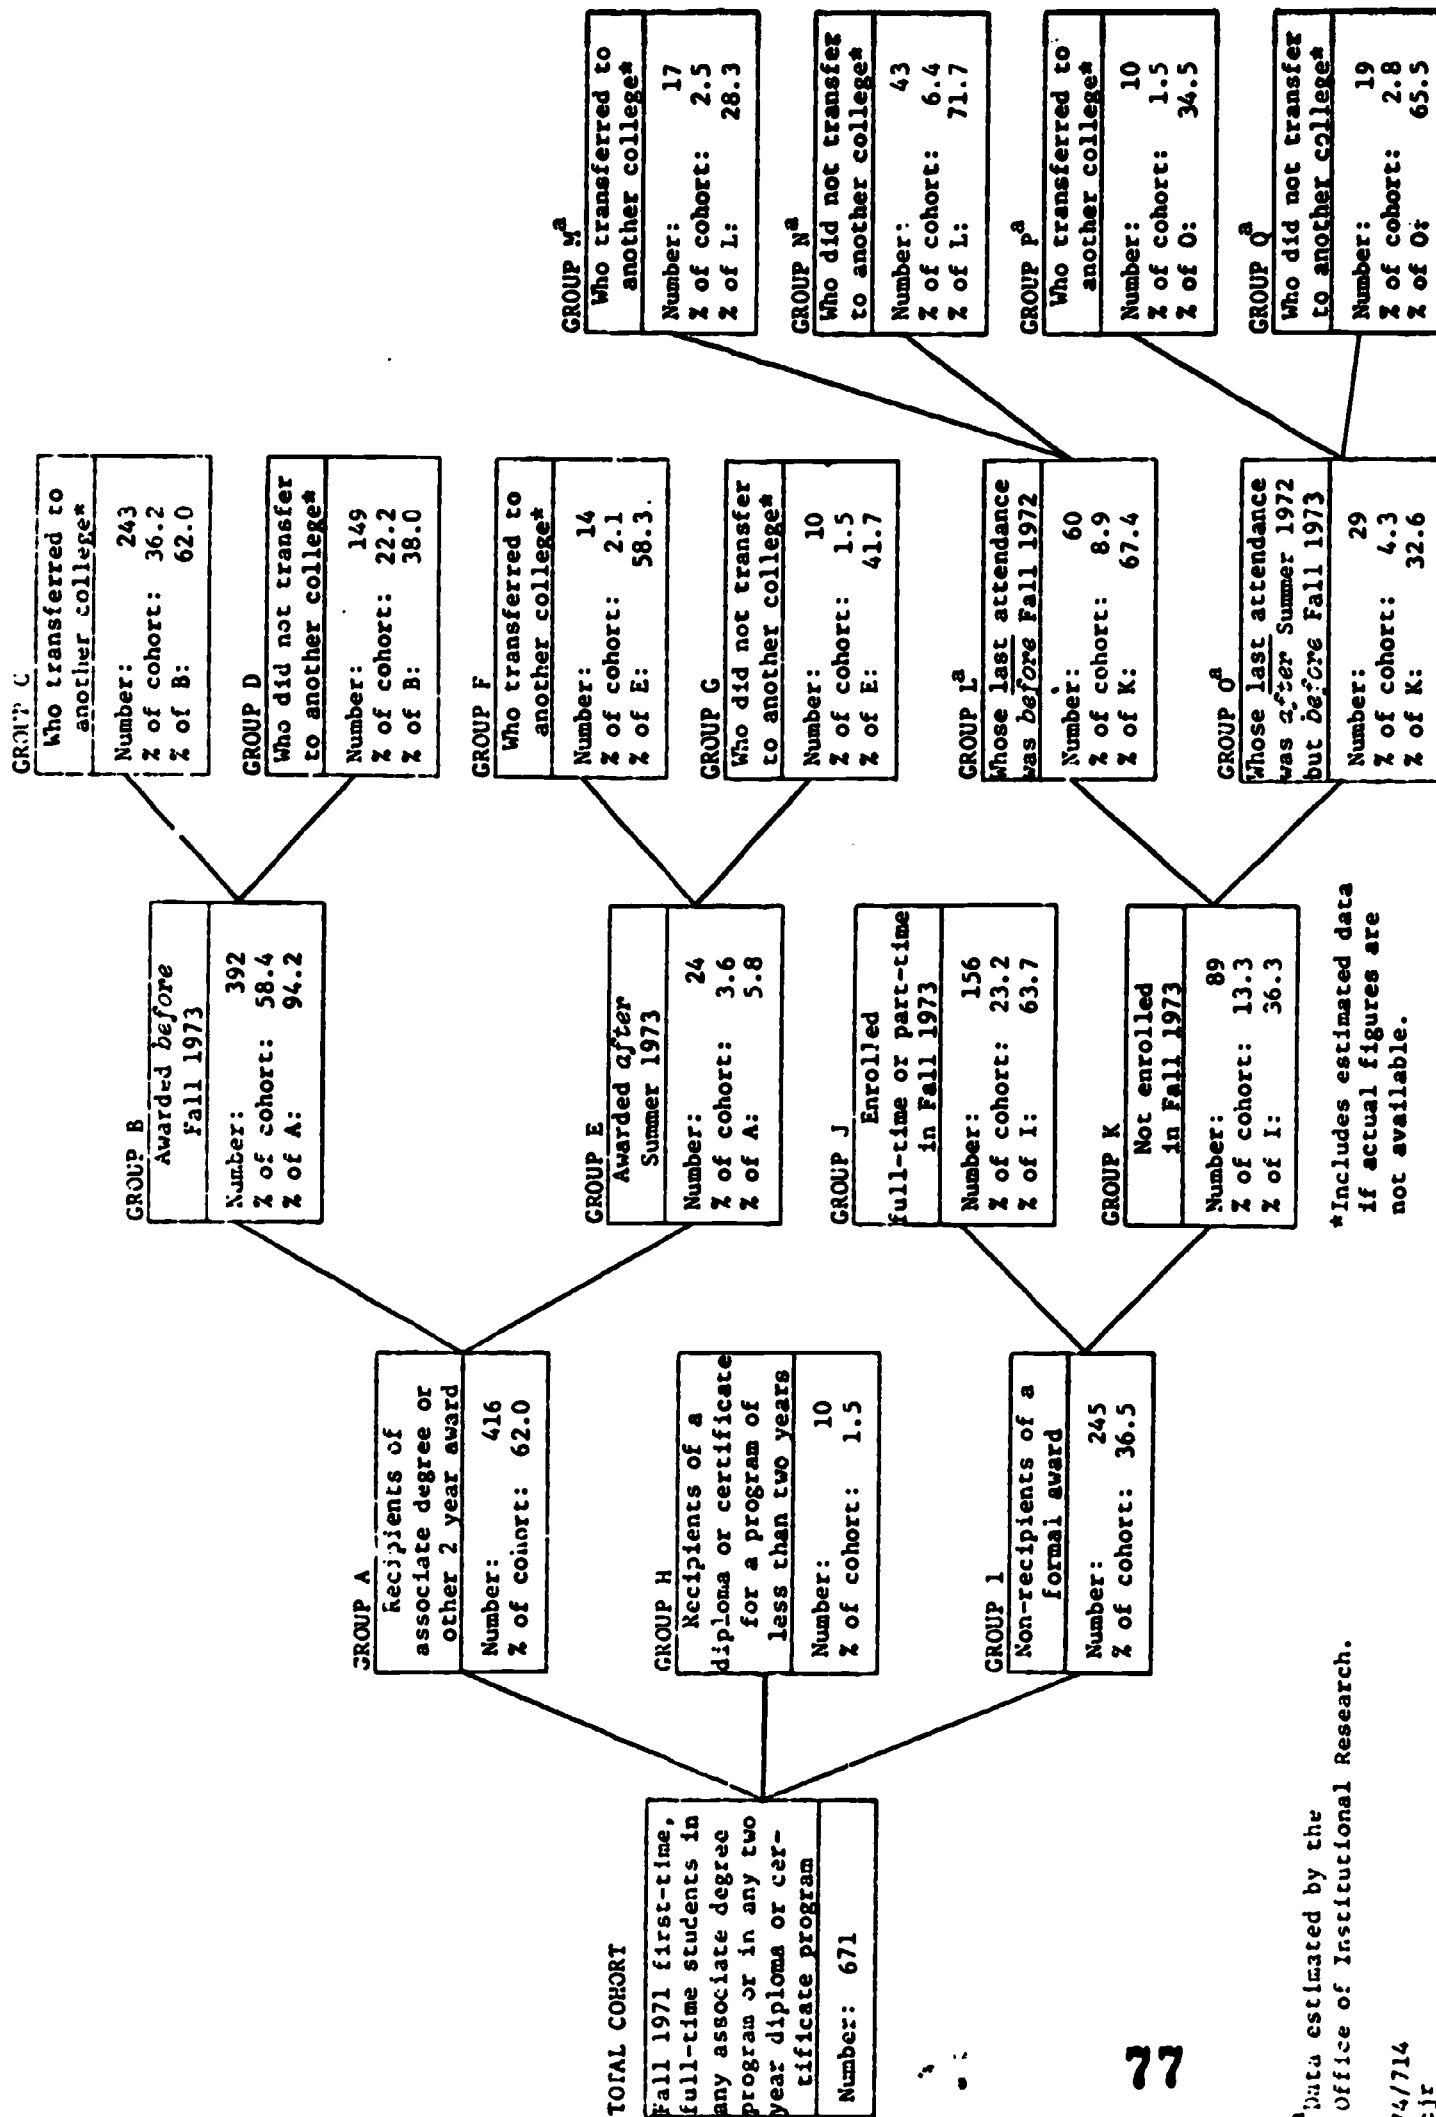 TOTAL COHORT
Fall 1971 first-time,
full-time students in
any associate degree
program or in any two
year diploma or cer-
tificate program
Number: 671
GROUP A
Recipients of
associate degree or
other 2 year award
Number: 416
% of cohort: 62.0
GROUP H
Recipients of a
diploma or certificate
for a program of
less than two years
Number: 10
% of cohort: 1.5
GROUP I
Non-recipients of a
formal award
Number: 245
% of cohort: 36.5
GROUP B
Awarded before
Fall 1973
Number: 392
% of cohort: 58.4
% of A: 94.2
GROUP E
Awarded after
Summer 1973
Number: 24
% of cohort: 3.6
% of A: 5.8
GROUP J
Enrolled
full-time or part-time
in Fall 1973
Number: 156
% of cohort: 23.2
% of I: 63.7
GROUP K
Not enrolled
in Fall 1973
Number: 89
% of cohort: 13.3
% of I: 36.3
GROUP C
Who transferred to
another college*
Number: 243
% of cohort: 36.2
% of B: 62.0
GROUP D
Who did not transfer
to another college*
Number: 149
% of cohort: 22.2
% of B: 38.0
GROUP F
Who transferred to
another college*
Number: 14
% of cohort: 2.1
% of E: 58.3
GROUP G
Who did not transfer
to another college*
Number: 10
% of cohort: 1.5
% of E: 41.7
GROUP Lᵃ
Whose last attendance
was before Fall 1972
Number: 60
% of cohort: 8.9
% of K: 67.4
GROUP Oᵃ
Whose last attendance
was after Summer 1972
but before Fall 1973
Number: 29
% of cohort: 4.3
% of K: 32.6
GROUP Mᵃ
Who transferred to
another college*
Number: 17
% of cohort: 2.5
% of L: 28.3
GROUP Nᵃ
Who did not transfer
to another college*
Number: 43
% of cohort: 6.4
% of L: 71.7
GROUP Pᵃ
Who transferred to
another college*
Number: 10
% of cohort: 1.5
% of O: 34.5
GROUP Qᵃ
Who did not transfer
to another college*
Number: 19
% of cohort: 2.8
% of O: 65.5
*Includes estimated data
if actual figures are
not available.
ᵃData estimated by the
Office of Institutional Research.
74/714
cjr
77